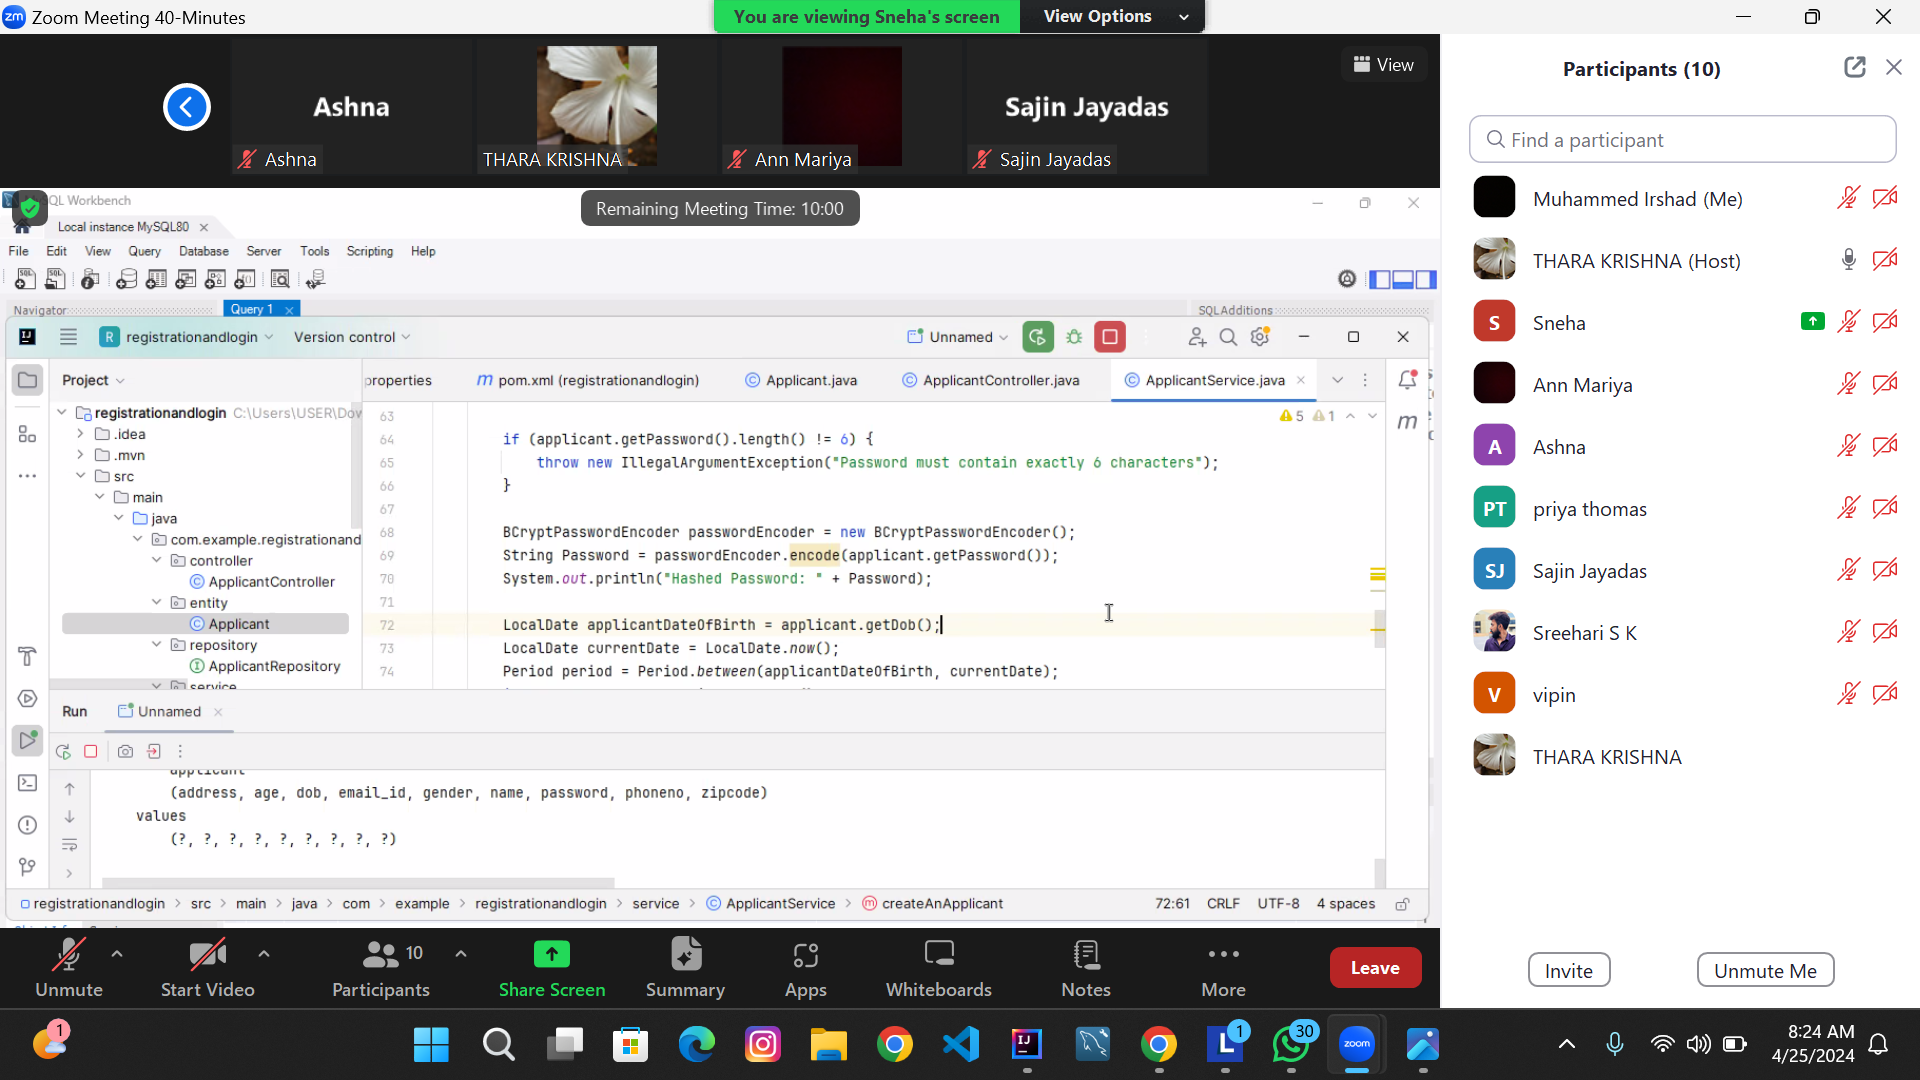 Zoom Meeting 40-Minutes
You are viewing Sneha's screen
View Options
Ashna
Sajin Jayadas
View
Ashna
THARA KRISHNA
Ann Mariya
Sajin Jayadas
Participants (10)
Find a participant
Muhammed Irshad (Me)
THARA KRISHNA (Host)
S
Sneha
Ann Mariya
A
Ashna
PT
priya thomas
SJ
Sajin Jayadas
Sreehari S K
V
vipin
THARA KRISHNA
Invite
Unmute Me
QL Workbench
Remaining Meeting Time: 10:00
Local instance MySQL80
File Edit View Query Database Server Tools Scripting Help
Navigator
Query 1
SQLAdditions
R registrationandlogin
Version control
Unnamed
Project
properties
m pom.xml (registrationandlogin)
Applicant.java
ApplicantController.java
ApplicantService.java
registrationandlogin C:\Users\USER\Dow
.idea
.mvn
src
main
java
com.example.registrationand
controller
ApplicantController
entity
Applicant
repository
ApplicantRepository
service
5 1
63
64 if (applicant.getPassword().length() != 6) {
65 throw new IllegalArgumentException("Password must contain exactly 6 characters");
66 }
67
68 BCryptPasswordEncoder passwordEncoder = new BCryptPasswordEncoder();
69 String Password = passwordEncoder.encode(applicant.getPassword());
70 System.out.println("Hashed Password: " + Password);
71
72 LocalDate applicantDateOfBirth = applicant.getDob();
73 LocalDate currentDate = LocalDate.now();
74 Period period = Period.between(applicantDateOfBirth, currentDate);
Run
Unnamed
applicant
(address, age, dob, email_id, gender, name, password, phoneno, zipcode)
values
(?, ?, ?, ?, ?, ?, ?, ?, ?)
registrationandlogin > src > main > java > com > example > registrationandlogin > service > ApplicantService > createAnApplicant
72:61 CRLF UTF-8 4 spaces
Unmute
Start Video
10
Participants
Share Screen
Summary
Apps
Whiteboards
Notes
More
Leave
1
1
30
zoom
8:24 AM
4/25/2024